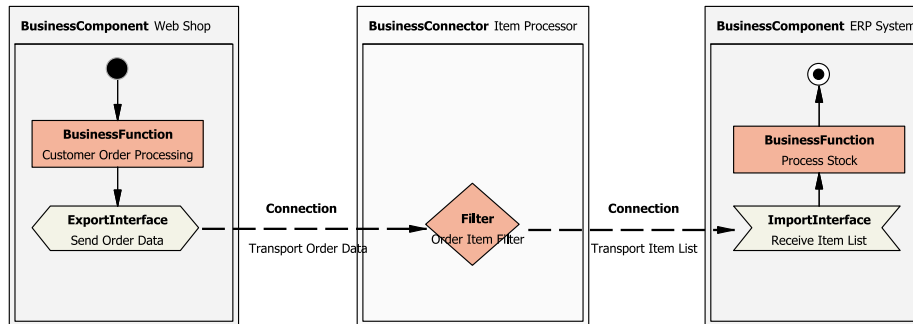 BusinessComponent Web Shop
BusinessFunction
Customer Order Processing
ExportInterface
Send Order Data
Connection
Transport Order Data
BusinessConnector Item Processor
Filter
Order Item Filter
Connection
Transport Item List
BusinessComponent ERP System
BusinessFunction
Process Stock
ImportInterface
Receive Item List